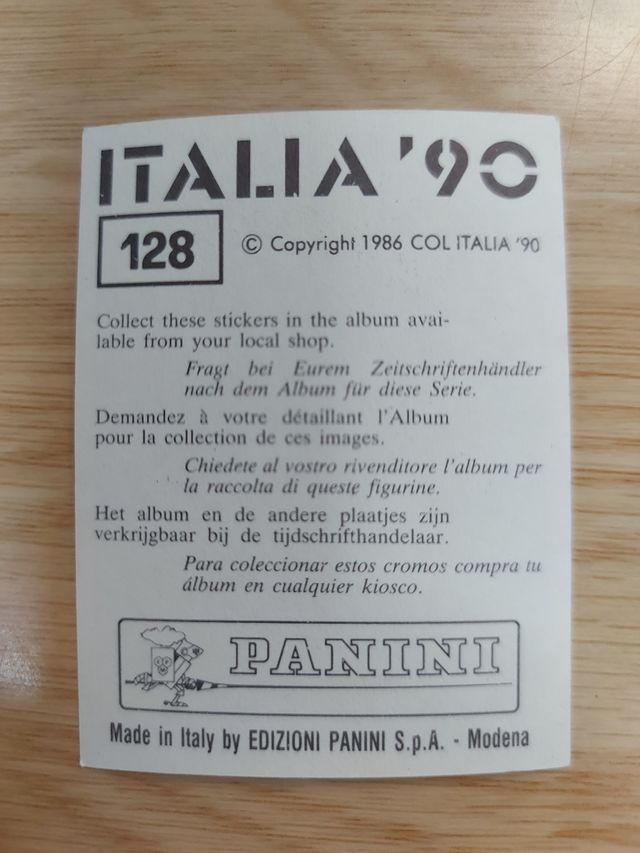 ITALIA '90
128
© Copyright 1986 COL ITALIA '90
Collect these stickers in the album avai-
lable from your local shop.
Fragt bei Eurem Zeitschriftenhändler
nach dem Album für diese Serie.
Demandez à votre détaillant l'Album
pour la collection de ces images.
Chiedete al vostro rivenditore l'album per
la raccolta di queste figurine.
Het album en de andere plaatjes zijn
verkrijgbaar bij de tijdschrifthandelaar.
Para coleccionar estos cromos compra tu
álbum en cualquier kiosco.
PANINI
Made in Italy by EDIZIONI PANINI S.p.A. - Modena